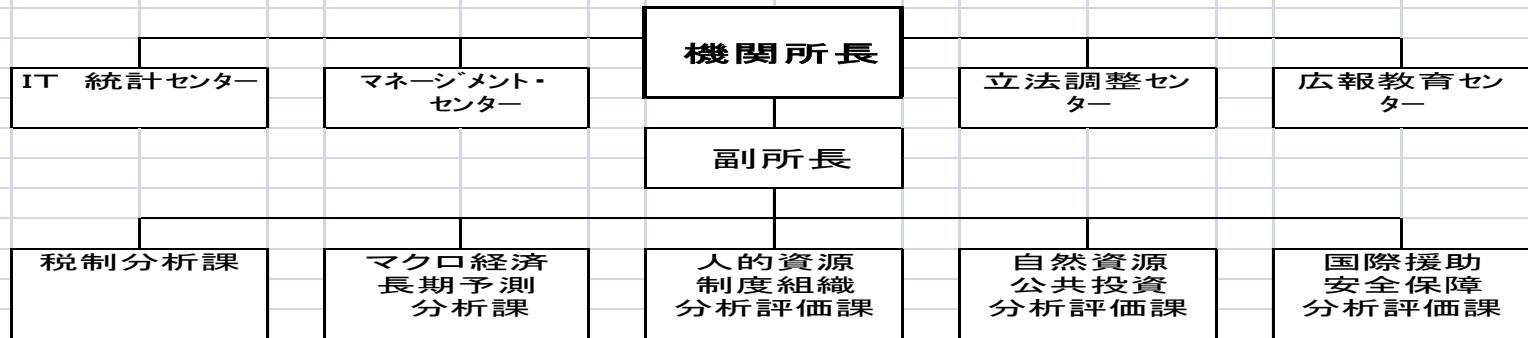 機関所長
IT 統計センター
マネージメント・
センター
立法調整セン
ター
広報教育セン
ター
副所長
税制分析課
マクロ経済
長期予測
分析課
人的資源
制度組織
分析評価課
自然資源
公共投資
分析評価課
国際援助
安全保障
分析評価課